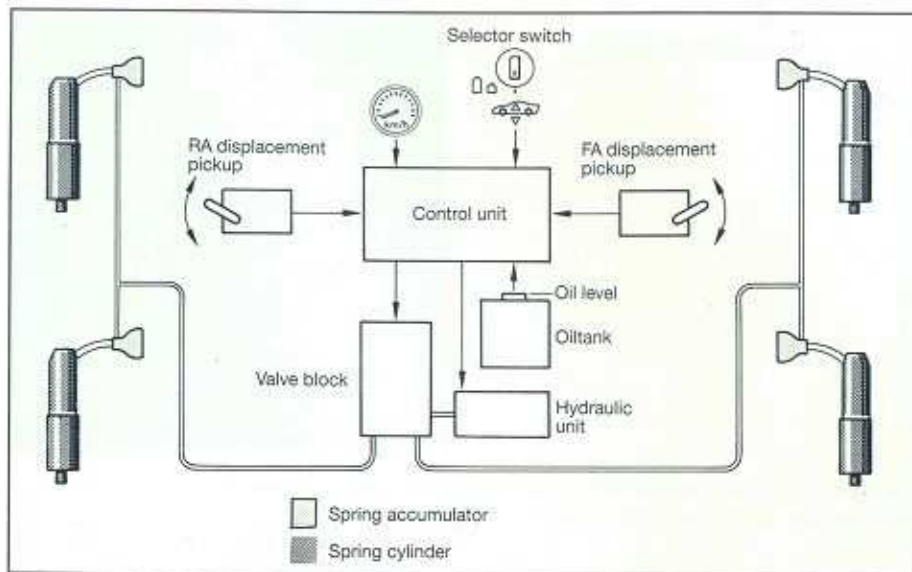 Selector switch
km/h
RA displacement
pickup
FA displacement
pickup
Control unit
Oil level
Oiltank
Valve block
Hydraulic
unit
Spring accumulator
Spring cylinder